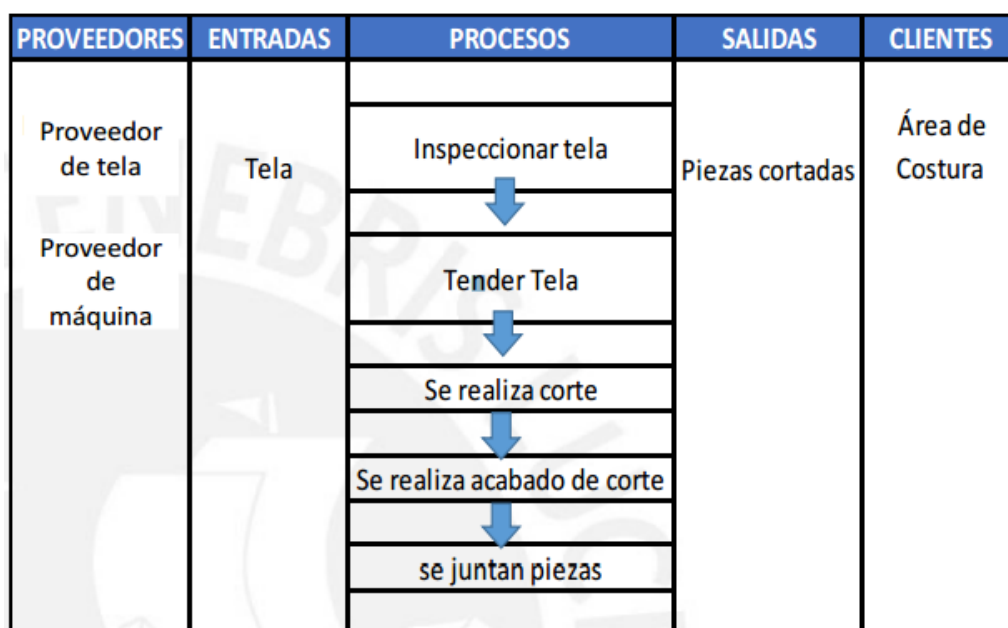 PROVEEDORES ENTRADAS PROCESOS SALIDAS CLIENTES
Proveedor
de tela
Proveedor
de
máquina
Tela
Inspeccionar tela
Tender Tela
Se realiza corte
Se realiza acabado de corte
se juntan piezas
Piezas cortadas
Área de
Costura